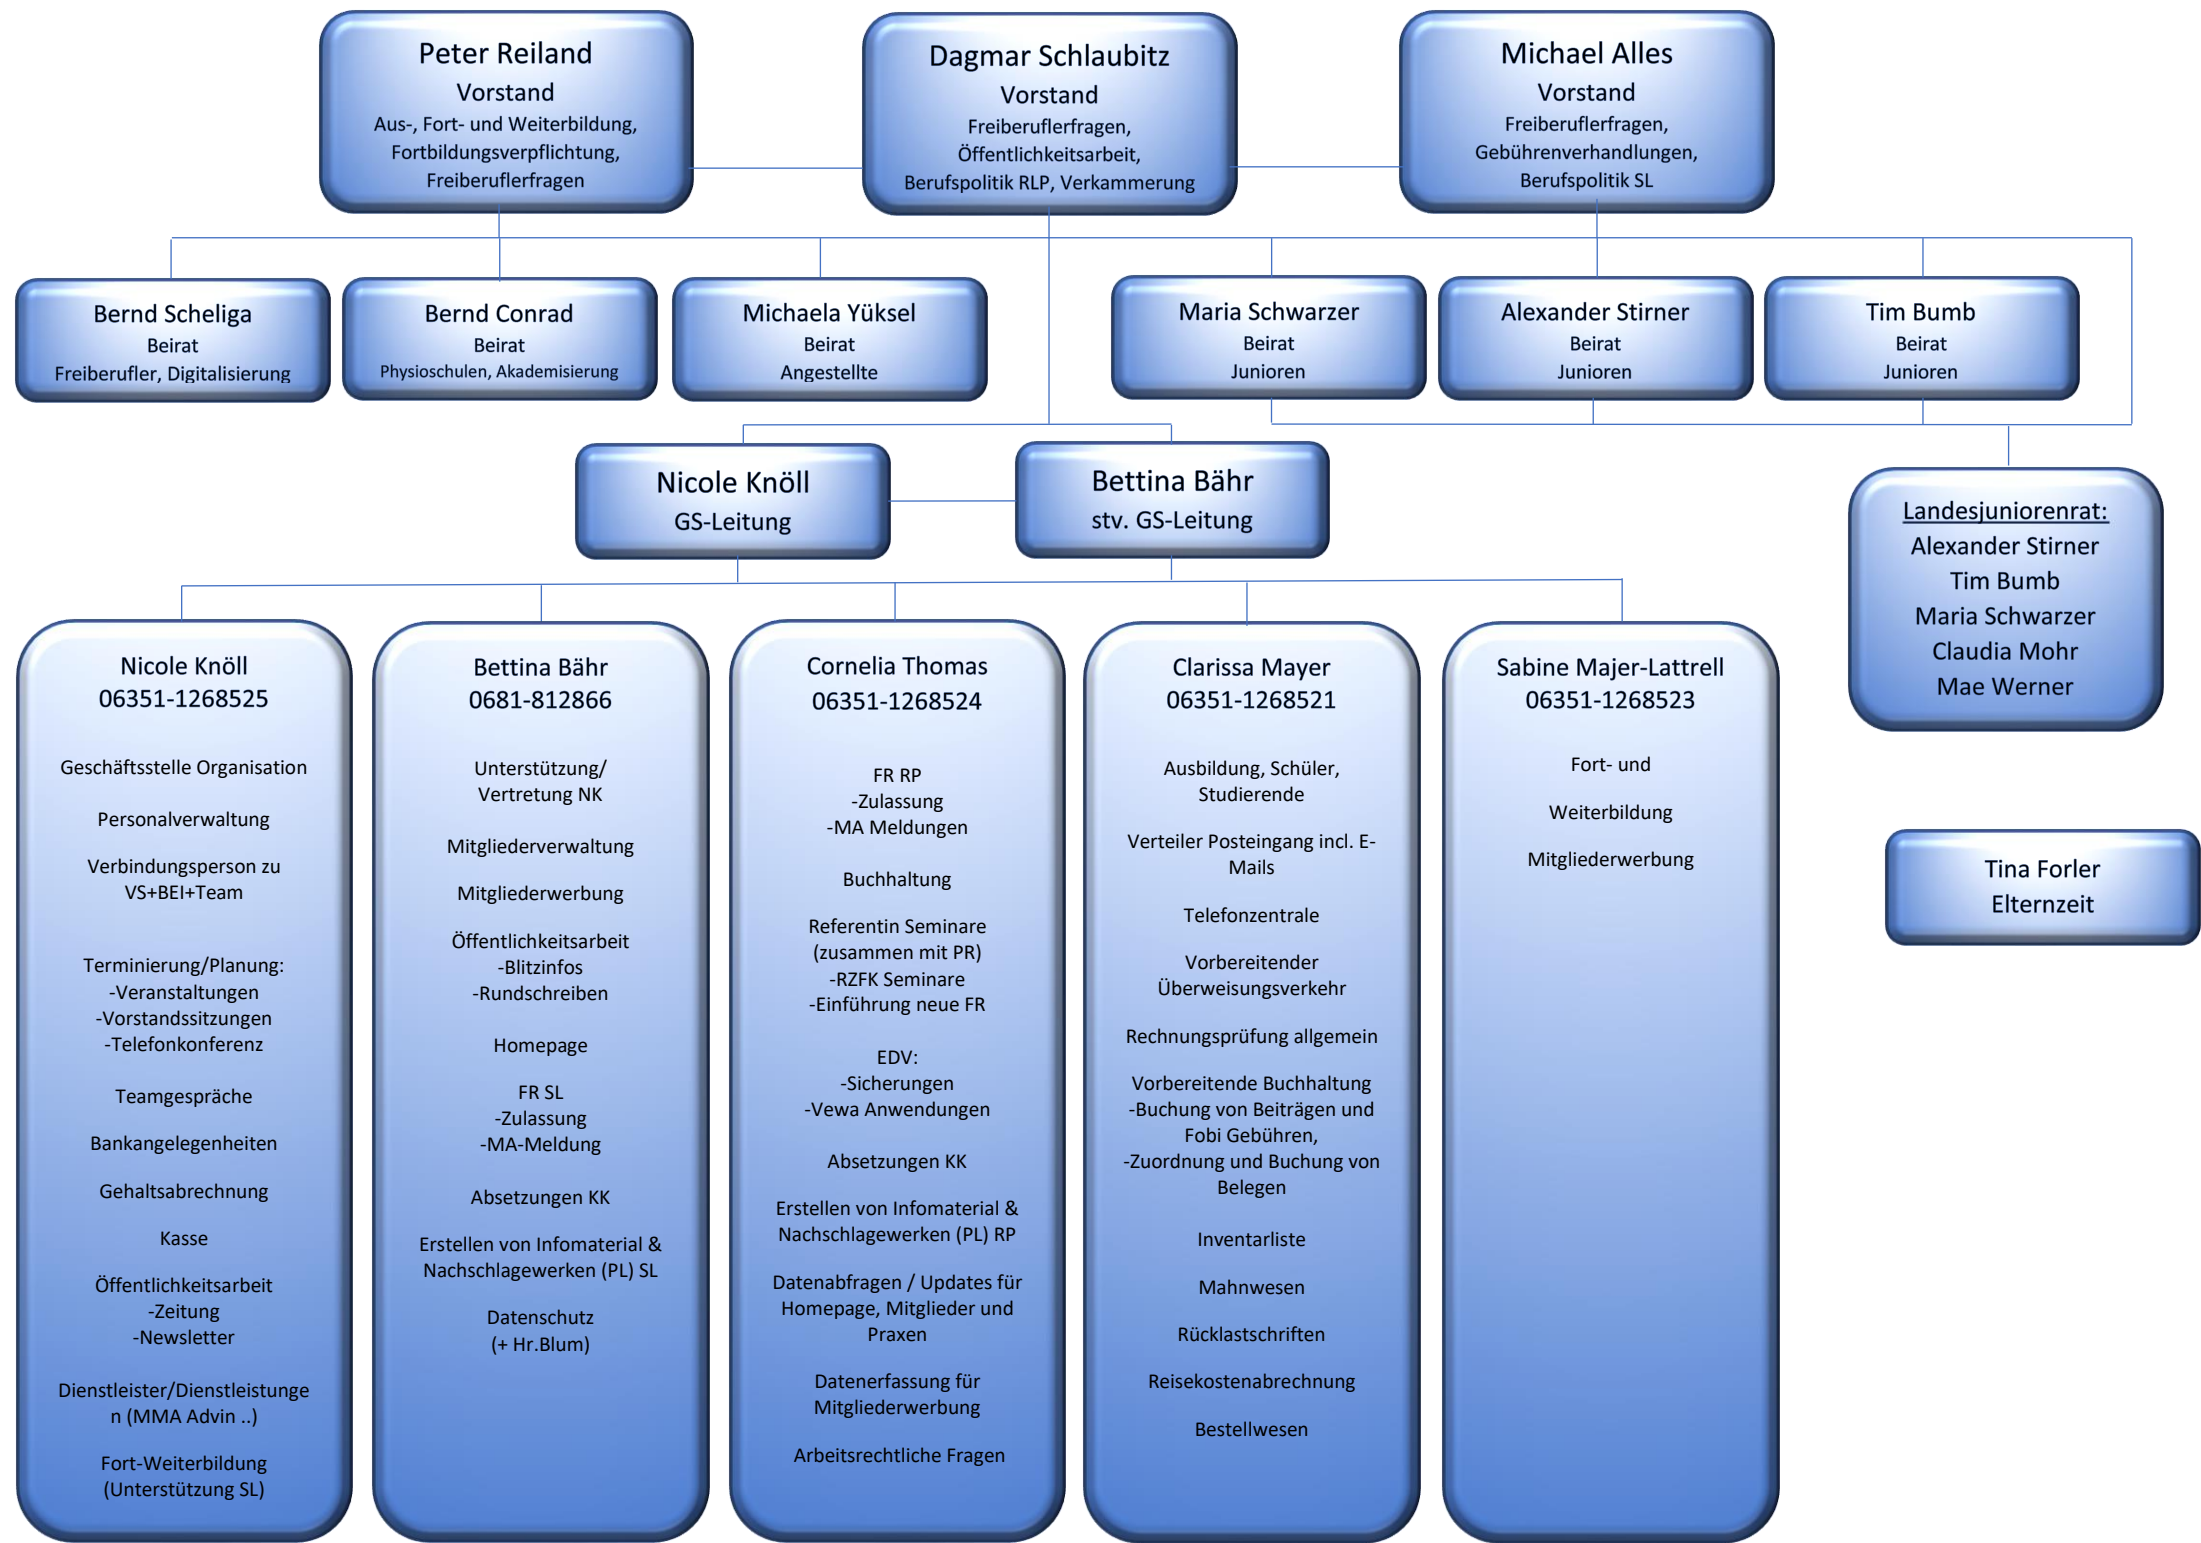 Peter Reiland
Vorstand
Aus-, Fort- und Weiterbildung,
Fortbildungsverpflichtung,
Freiberuflerfragen
Dagmar Schlaubitz
Vorstand
Freiberuflerfragen,
Öffentlichkeitsarbeit,
Berufspolitik RLP, Verkammerung
Michael Alles
Vorstand
Freiberuflerfragen,
Gebührenverhandlungen,
Berufspolitik SL
Bernd Scheliga
Beirat
Freiberufler, Digitalisierung
Bernd Conrad
Beirat
Physioschulen, Akademisierung
Michaela Yüksel
Beirat
Angestellte
Maria Schwarzer
Beirat
Junioren
Alexander Stirner
Beirat
Junioren
Tim Bumb
Beirat
Junioren
Nicole Knöll
GS-Leitung
Bettina Bähr
stv. GS-Leitung
Landesjuniorenrat:
Alexander Stirner
Tim Bumb
Maria Schwarzer
Claudia Mohr
Mae Werner
Nicole Knöll
06351-1268525
Geschäftsstelle Organisation
Personalverwaltung
Verbindungsperson zu
VS+BEI+Team
Terminierung/Planung:
-Veranstaltungen
-Vorstandssitzungen
-Telefonkonferenz
Teamgespräche
Bankangelegenheiten
Gehaltsabrechnung
Kasse
Öffentlichkeitsarbeit
-Zeitung
-Newsletter
Dienstleister/Dienstleistunge
n (MMA Advin ..)
Fort-Weiterbildung
(Unterstützung SL)
Bettina Bähr
0681-812866
Unterstützung/
Vertretung NK
Mitgliederverwaltung
Mitgliederwerbung
Öffentlichkeitsarbeit
-Blitzinfos
-Rundschreiben
Homepage
FR SL
-Zulassung
-MA-Meldung
Absetzungen KK
Erstellen von Infomaterial &
Nachschlagewerken (PL) SL
Datenschutz
(+ Hr.Blum)
Cornelia Thomas
06351-1268524
FR RP
-Zulassung
-MA Meldungen
Buchhaltung
Referentin Seminare
(zusammen mit PR)
-RZFK Seminare
-Einführung neue FR
EDV:
-Sicherungen
-Vewa Anwendungen
Absetzungen KK
Erstellen von Infomaterial &
Nachschlagewerken (PL) RP
Datenabfragen / Updates für
Homepage, Mitglieder und
Praxen
Datenerfassung für
Mitgliederwerbung
Arbeitsrechtliche Fragen
Clarissa Mayer
06351-1268521
Ausbildung, Schüler,
Studierende
Verteiler Posteingang incl. E-
Mails
Telefonzentrale
Vorbereitender
Überweisungsverkehr
Rechnungsprüfung allgemein
Vorbereitende Buchhaltung
-Buchung von Beiträgen und
Fobi Gebühren,
-Zuordnung und Buchung von
Belegen
Inventarliste
Mahnwesen
Rücklastschriften
Reisekostenabrechnung
Bestellwesen
Sabine Majer-Lattrell
06351-1268523
Fort- und
Weiterbildung
Mitgliederwerbung
Tina Forler
Elternzeit